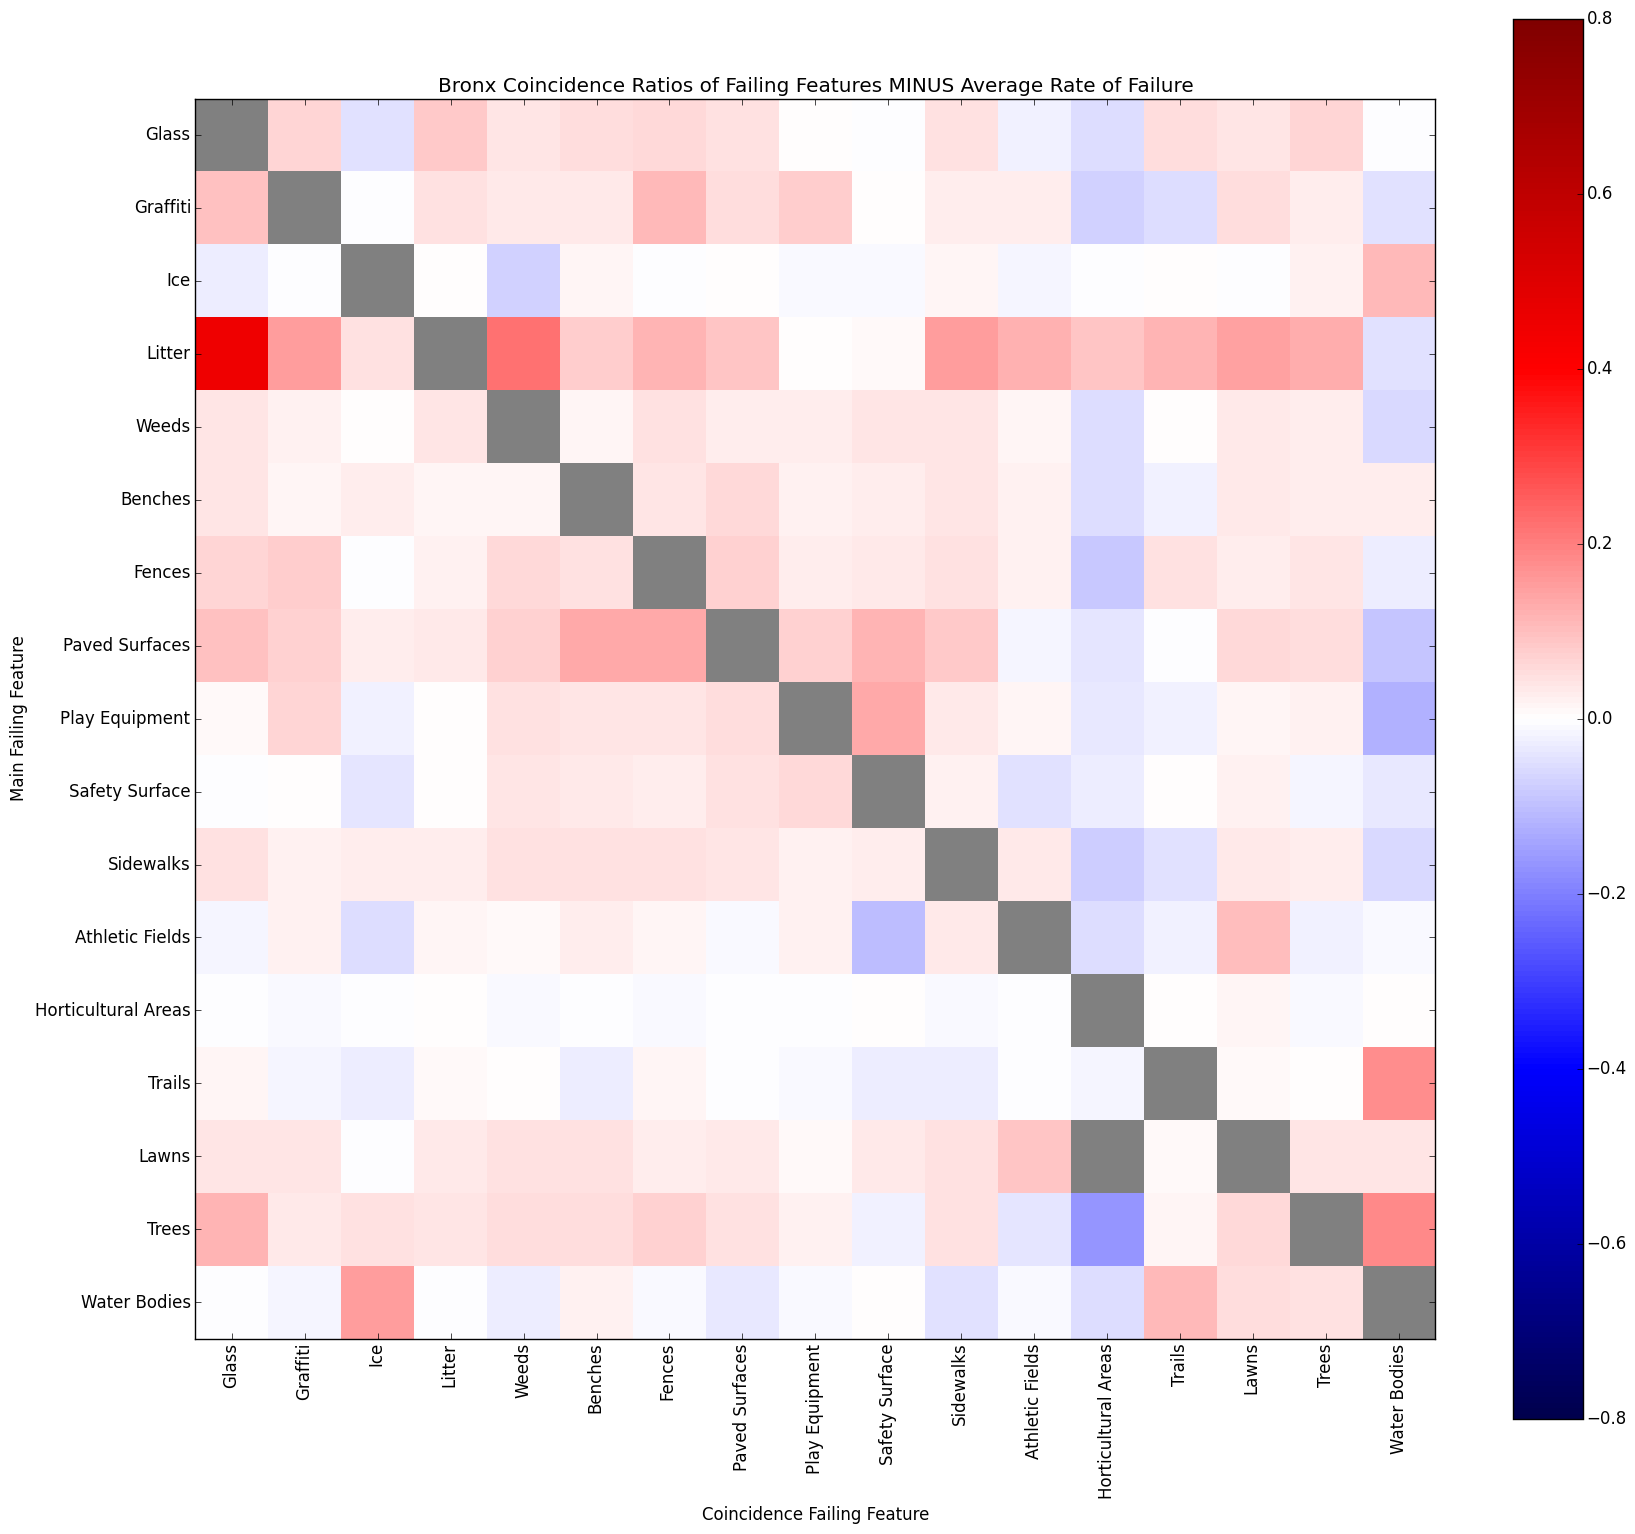 Bronx Coincidence Ratios of Failing Features MINUS Average Rate of Failure
Main Failing Feature
Glass
Graffiti
Ice
Litter
Weeds
Benches
Fences
Paved Surfaces
Play Equipment
Safety Surface
Sidewalks
Athletic Fields
Horticultural Areas
Trails
Lawns
Trees
Water Bodies
Glass
Graffiti
Ice
Litter
Weeds
Benches
Fences
Paved Surfaces
Play Equipment
Safety Surface
Sidewalks
Athletic Fields
Horticultural Areas
Trails
Lawns
Trees
Water Bodies
Coincidence Failing Feature
0.8
0.6
0.4
0.2
0.0
−0.2
−0.4
−0.6
−0.8